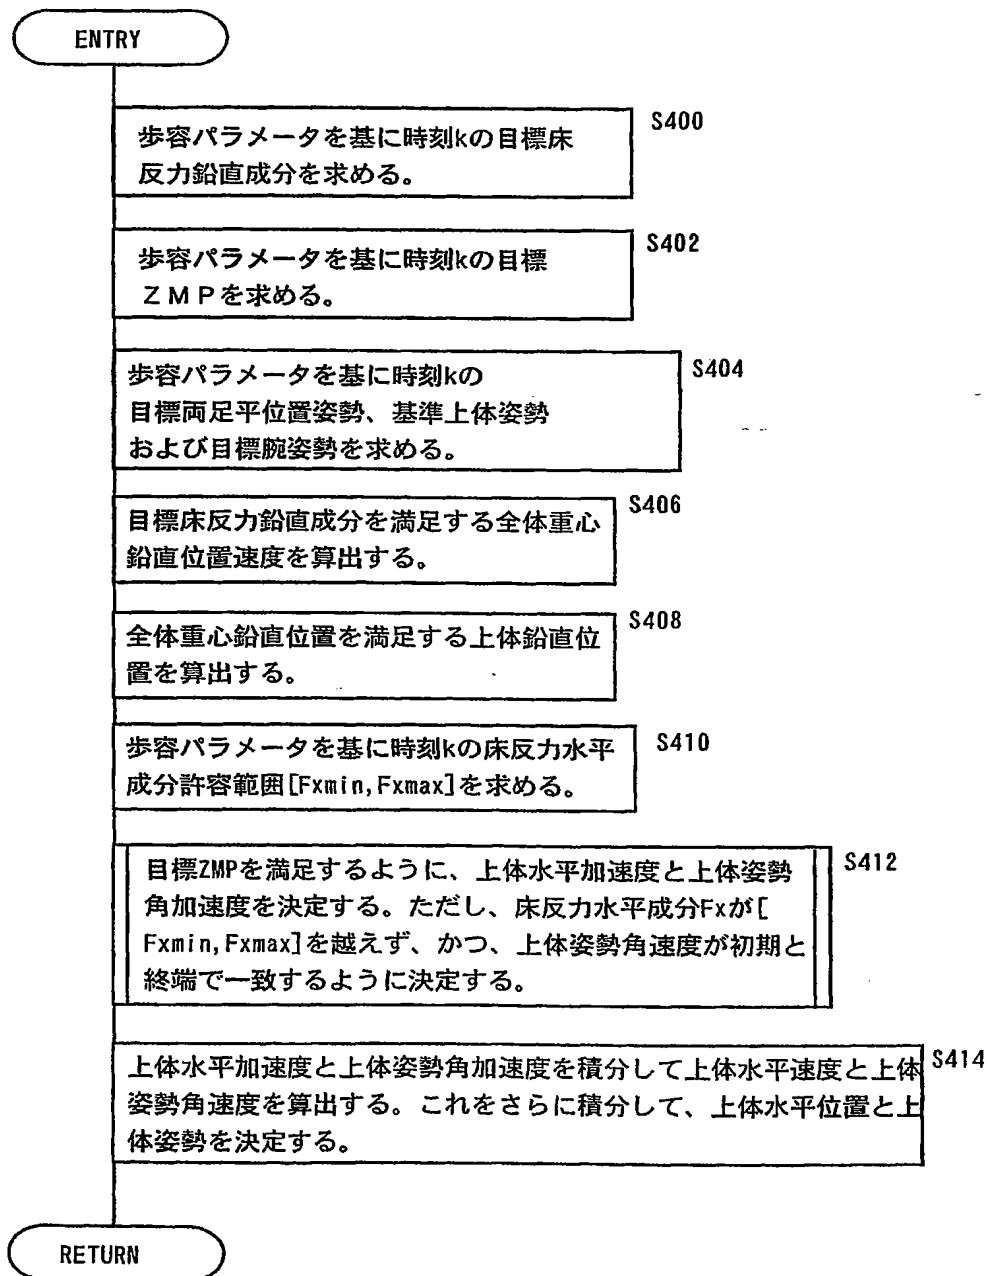 ENTRY
S400
歩容パラメータを基に時刻kの目標床
反力鉛直成分を求める。
S402
歩容パラメータを基に時刻kの目標
ＺＭＰを求める。
S404
歩容パラメータを基に時刻kの
目標両足平位置姿勢、基準上体姿勢
および目標腕姿勢を求める。
S406
目標床反力鉛直成分を満足する全体重心
鉛直位置速度を算出する。
S408
全体重心鉛直位置を満足する上体鉛直位
置を算出する。
S410
歩容パラメータを基に時刻kの床反力水平
成分許容範囲[Fxmin,Fxmax]を求める。
S412
目標ZMPを満足するように、上体水平加速度と上体姿勢
角加速度を決定する。ただし、床反力水平成分Fxが[
Fxmin,Fxmax]を越えず、かつ、上体姿勢角速度が初期と
終端で一致するように決定する。
S414
上体水平加速度と上体姿勢角加速度を積分して上体水平速度と上体
姿勢角速度を算出する。これをさらに積分して、上体水平位置と上
体姿勢を決定する。
RETURN